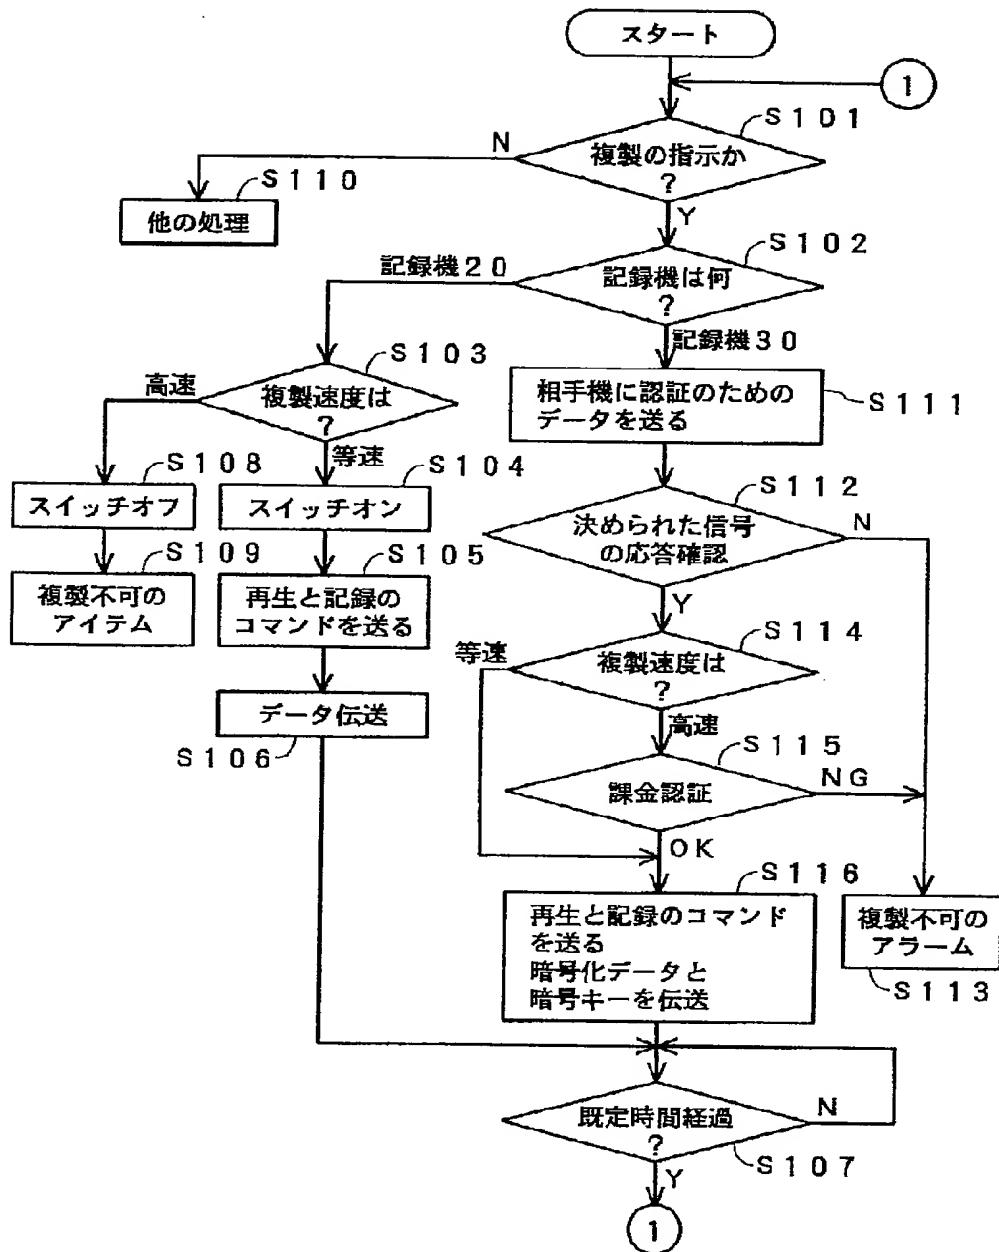 スタート
1
S101
複製の指示か
?
N
Y
S110
他の処理
S102
記録機は何
?
記録機20
記録機30
S103
複製速度は
?
高速
等速
S111
相手機に認証のための
データを送る
S108
スイッチオフ
S104
スイッチオン
S112
決められた信号
の応答確認
N
Y
S109
複製不可の
アイテム
S105
再生と記録の
コマンドを送る
S114
複製速度は
?
等速
高速
データ伝送
S106
S115
課金認証
NG
OK
S116
再生と記録のコマンド
を送る
暗号化データと
暗号キーを伝送
複製不可の
アラーム
S113
既定時間経過
?
N
S107
Y
1